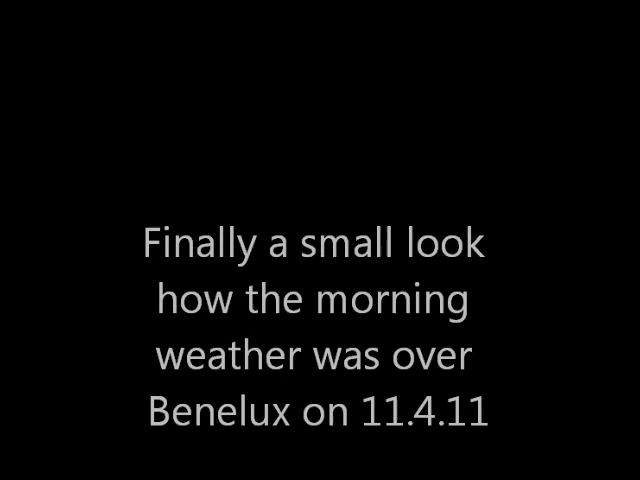 Finally a small look
how the morning
weather was over
Benelux on 11.4.11